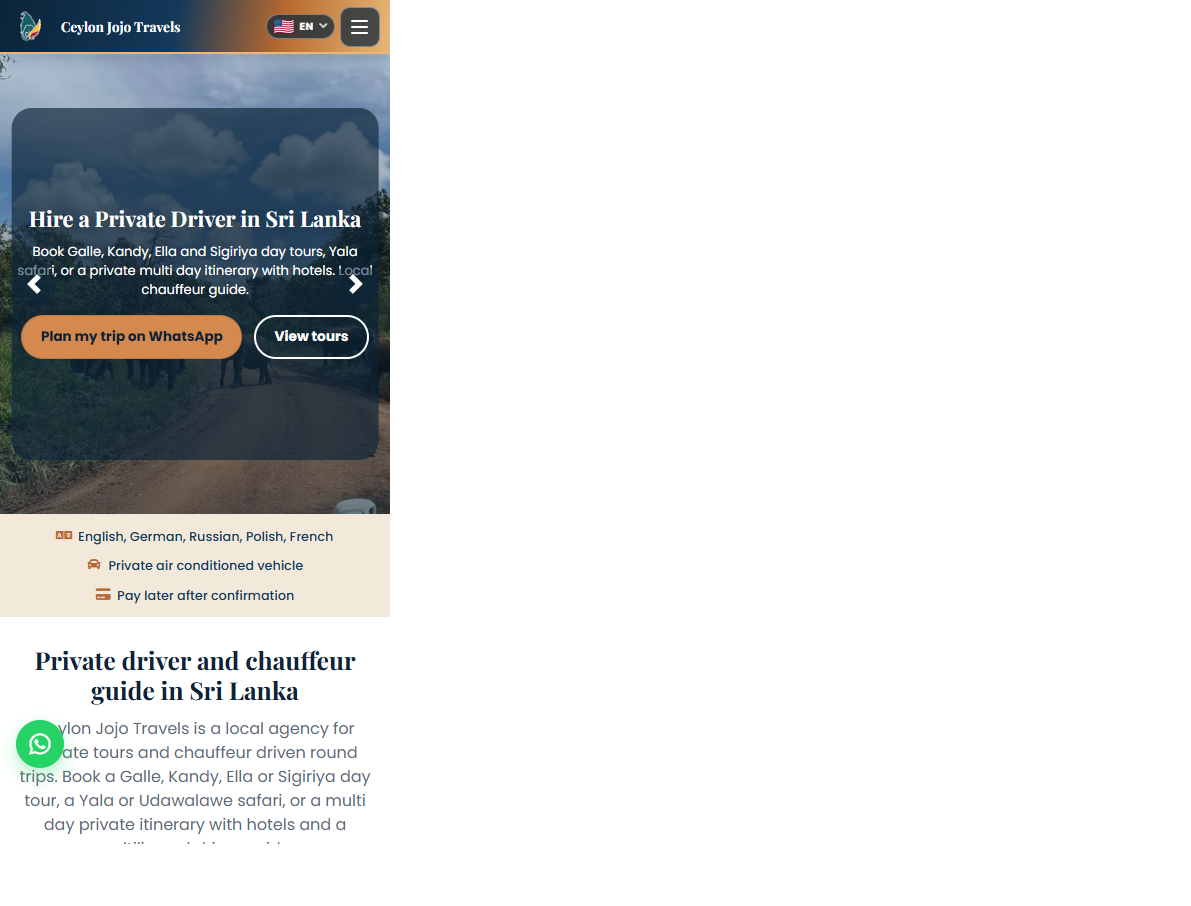 Ceylon Jojo Travels
EN
Hire a Private Driver in Sri Lanka
Book Galle, Kandy, Ella and Sigiriya day tours, Yala
safari, or a private multi day itinerary with hotels. Local
chauffeur guide.
Plan my trip on WhatsApp
View tours
English, German, Russian, Polish, French
Private air conditioned vehicle
Pay later after confirmation
Private driver and chauffeur
guide in Sri Lanka
Jojo Travels is a local agency for
tours and chauffeur driven round
trips. Book a Galle, Kandy, Ella or Sigiriya day
tour, a Yala or Udawalawe safari, or a multi
day private itinerary with hotels and a